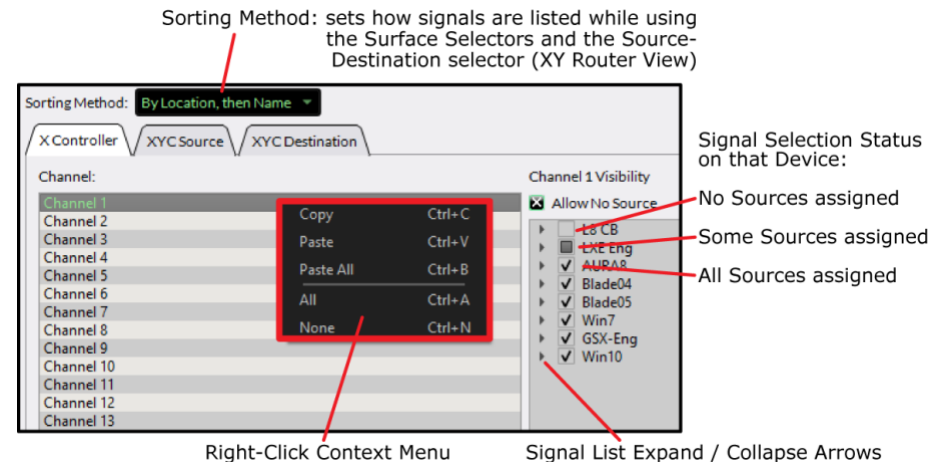 Sorting Method: sets how signals are listed while using
the Surface Selectors and the Source-
Destination selector (XY Router View)
Sorting Method: By Location, then Name
X Controller XYC Source XYC Destination
Signal Selection Status
on that Device:
Channel: Channel 1 Visibility
Allow No Source
No Sources assigned
Some Sources assigned
All Sources assigned
Channel 1
Channel 2
Channel 3
Channel 4
Channel 5
Channel 6
Channel 7
Channel 8
Channel 9
Channel 10
Channel 11
Channel 12
Channel 13
Copy Ctrl+C
Paste Ctrl+V
Paste All Ctrl+B
All Ctrl+A
None Ctrl+N
L8 CB
LXE Eng
AURA8
Blade04
Blade05
Win7
GSX-Eng
Win10
Right-Click Context Menu
Signal List Expand / Collapse Arrows